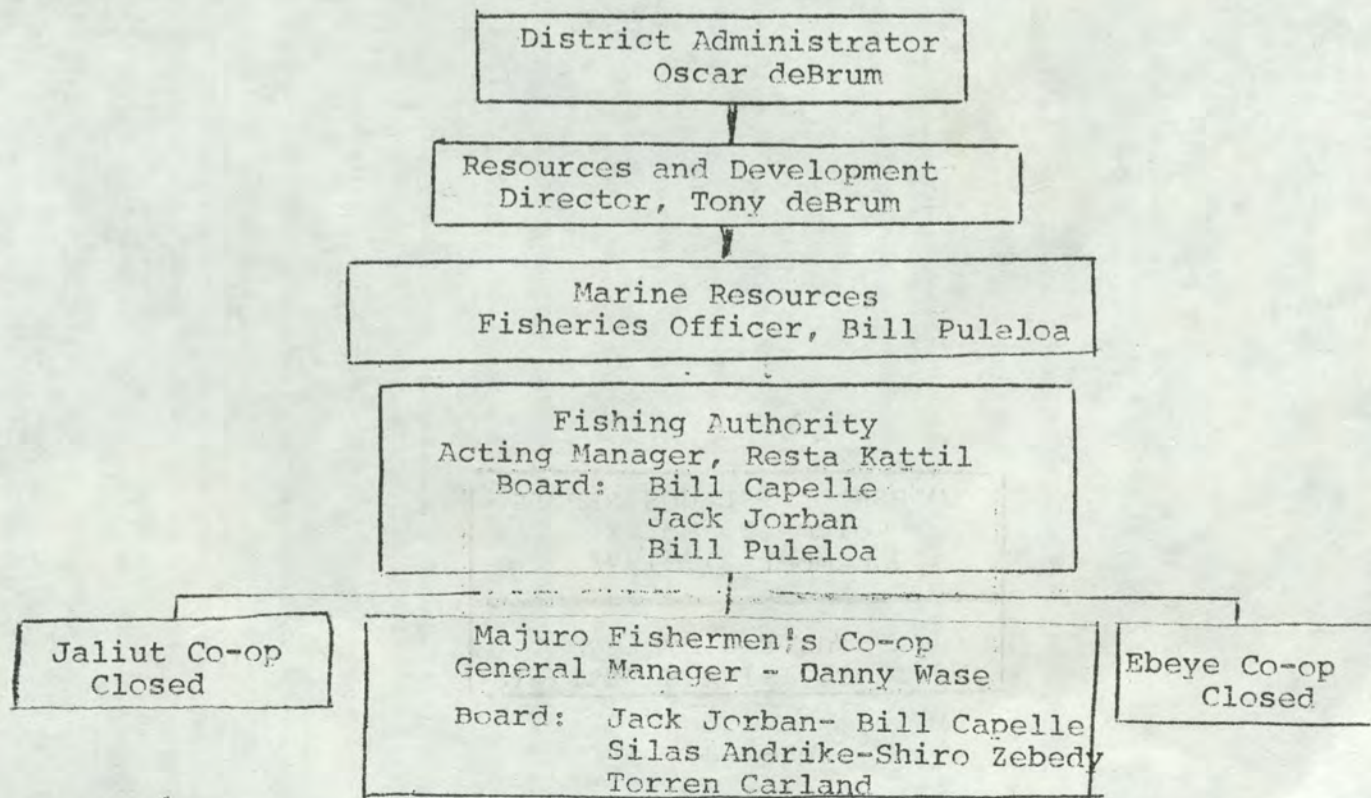 District Administrator
Oscar deBrum
Resources and Development
Director, Tony deBrum
Marine Resources
Fisheries Officer, Bill Puleloa
Fishing Authority
Acting Manager, Resta Kattil
Board: Bill Capelle
Jack Jorban
Bill Puleloa
Jaliut Co-op
Closed
Majuro Fishermen's Co-op
General Manager - Danny Wase
Board: Jack Jorban- Bill Capelle
Silas Andrike-Shiro Zebedy
Torren Carland
Ebeye Co-op
Closed